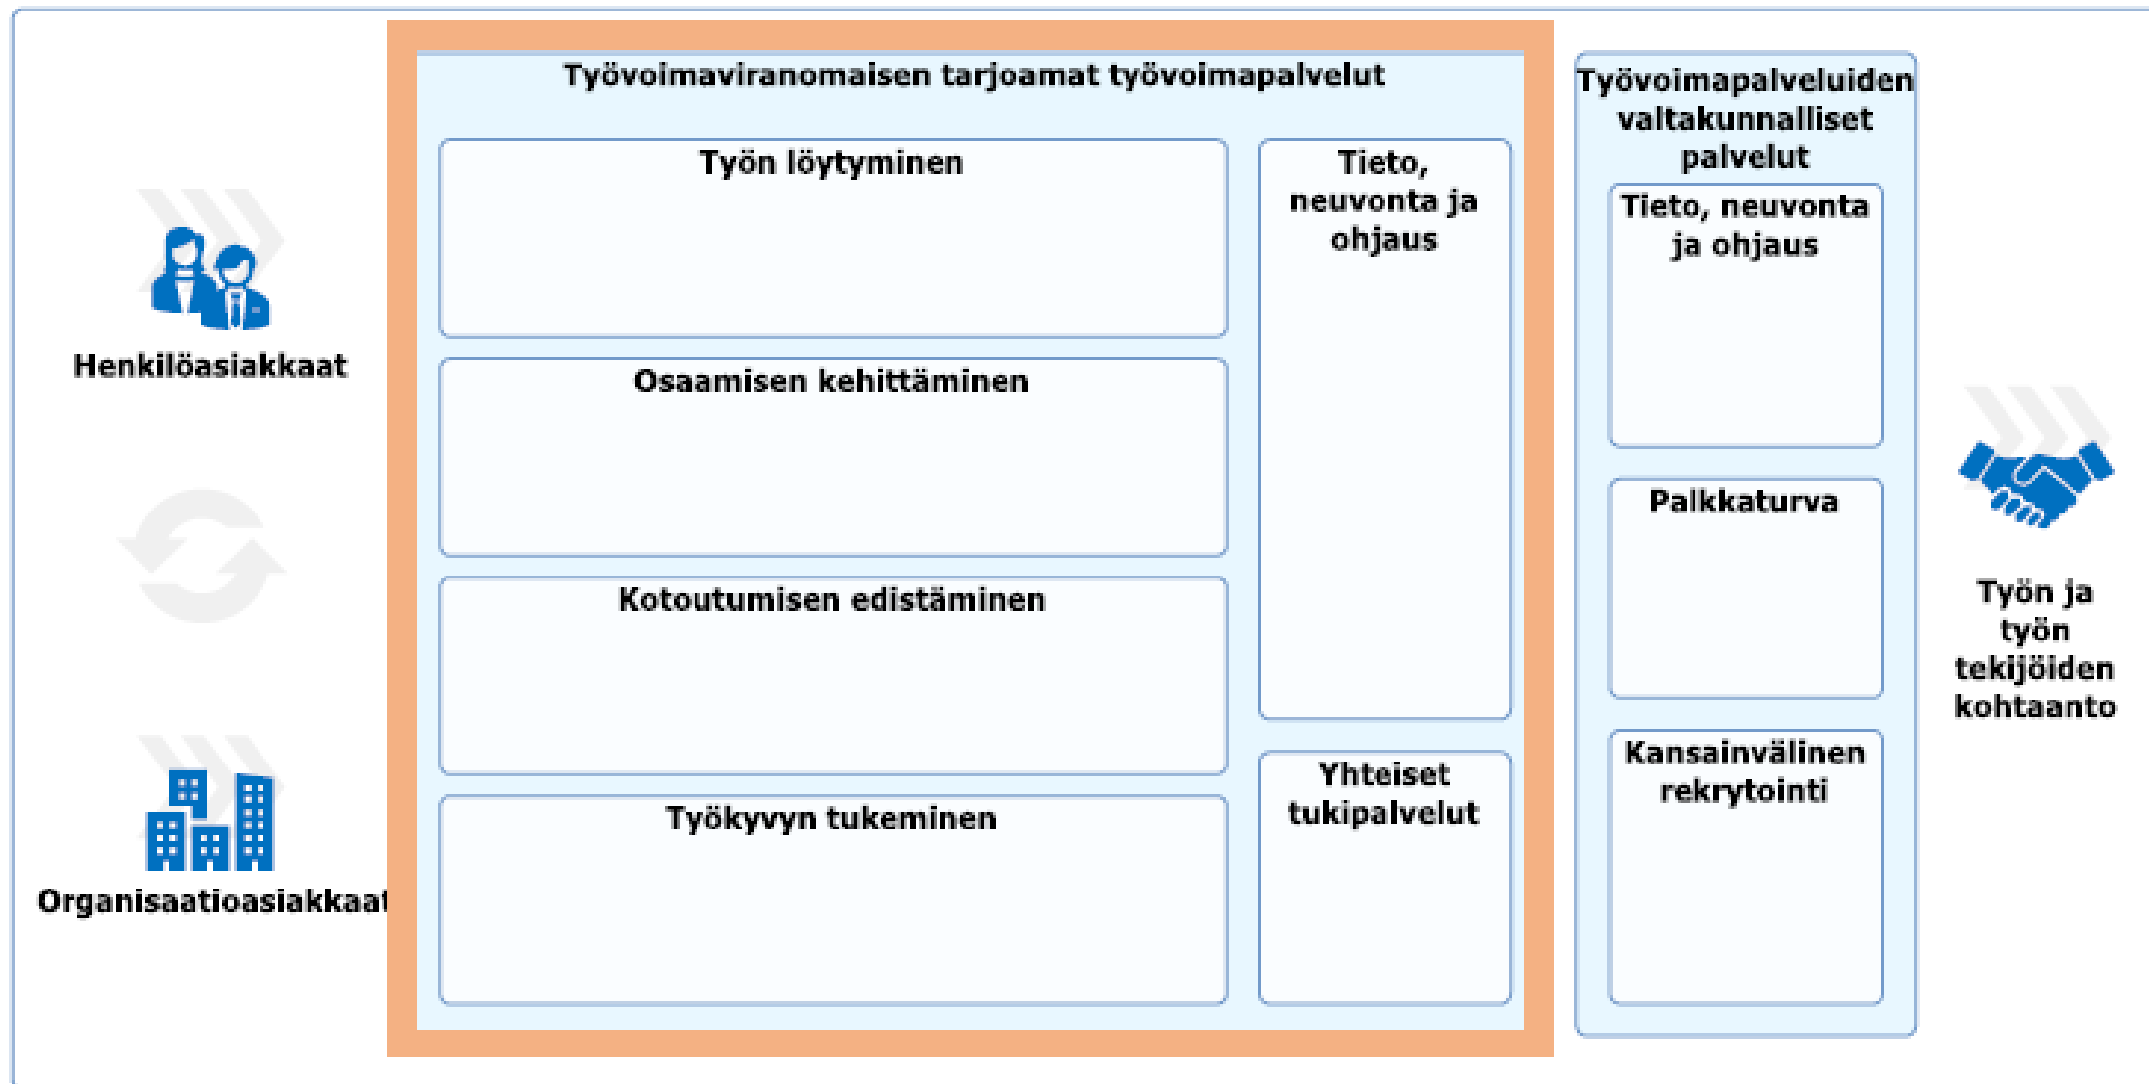 Henkilöasiakkaat
Organisaatioasiakkaat
Työvoimaviranomaisen tarjoamat työvoimapalvelut
Työn löytyminen
Osaamisen kehittäminen
Kotoutumisen edistäminen
Työkyvyn tukeminen
Tieto,
neuvonta ja
ohjaus
Yhteiset
tukipalvelut
Työvoimapalveluiden
valtakunnalliset
palvelut
Tieto, neuvonta
ja ohjaus
Palkkaturva
Kansainvälinen
rekrytointi
Työn ja
työn
tekijöiden
kohtaanto